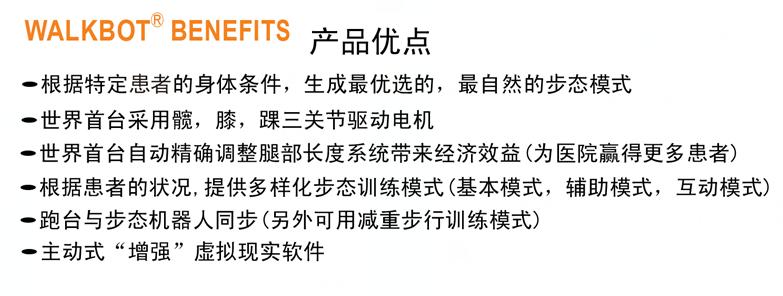 WALKBOT® BENEFITS 产品优点
根据特定患者的身体条件，生成最优选的，最自然的步态模式
世界首台采用髋，膝，踝三关节驱动电机
世界首台自动精确调整腿部长度系统带来经济效益(为医院赢得更多患者)
根据患者的状况,提供多样化步态训练模式(基本模式，辅助模式，互动模式)
跑台与步态机器人同步(另外可用减重步行训练模式)
主动式“增强”虚拟现实软件